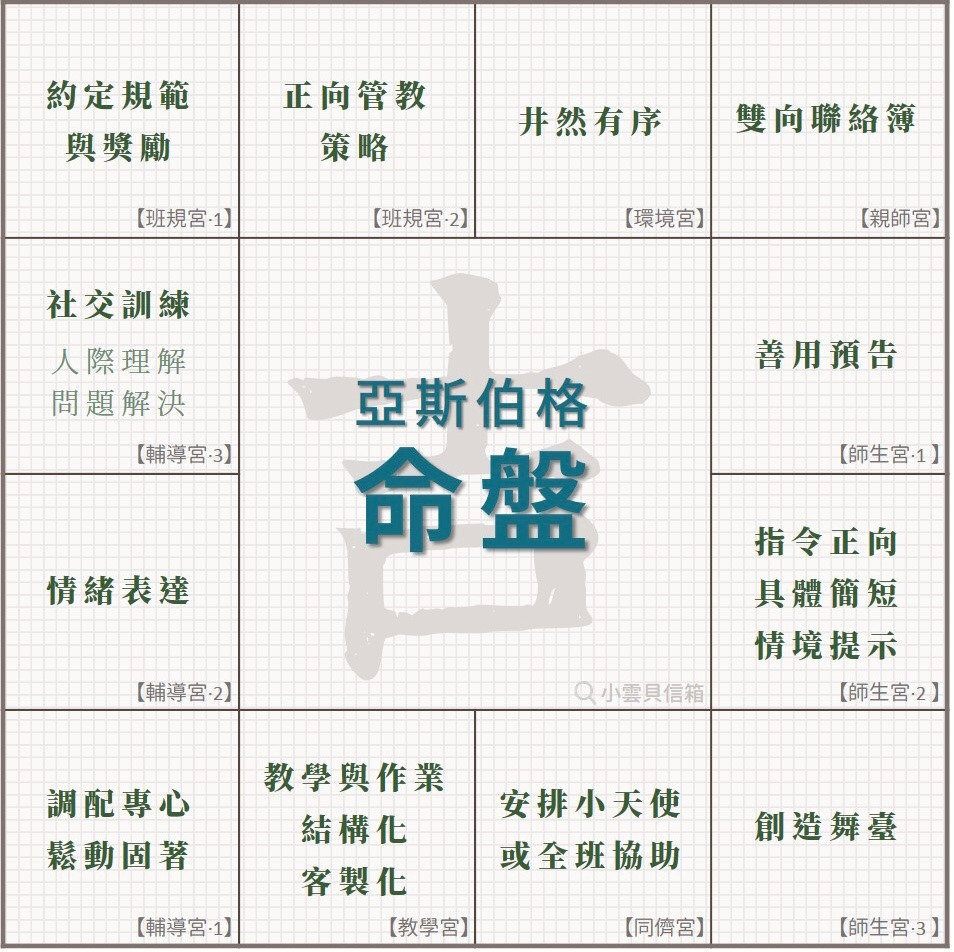 約定規範
與獎勵
【班規宮·1】
正向管教
策略
【班規宮·2】
井然有序
【環境宮】
雙向聯絡簿
【親師宮】
社交訓練
人際理解
問題解決
【輔導宮·3】
吉
亞斯伯格
命盤
小雲貝信箱
善用預告
【師生宮·1】
情緒表達
【輔導宮·2】
指令正向
具體簡短
情境提示
【師生宮·2】
調配專心
鬆動固著
【輔導宮·1】
教學與作業
結構化
客製化
【教學宮】
安排小天使
或全班協助
【同儕宮】
創造舞臺
【師生宮·3】